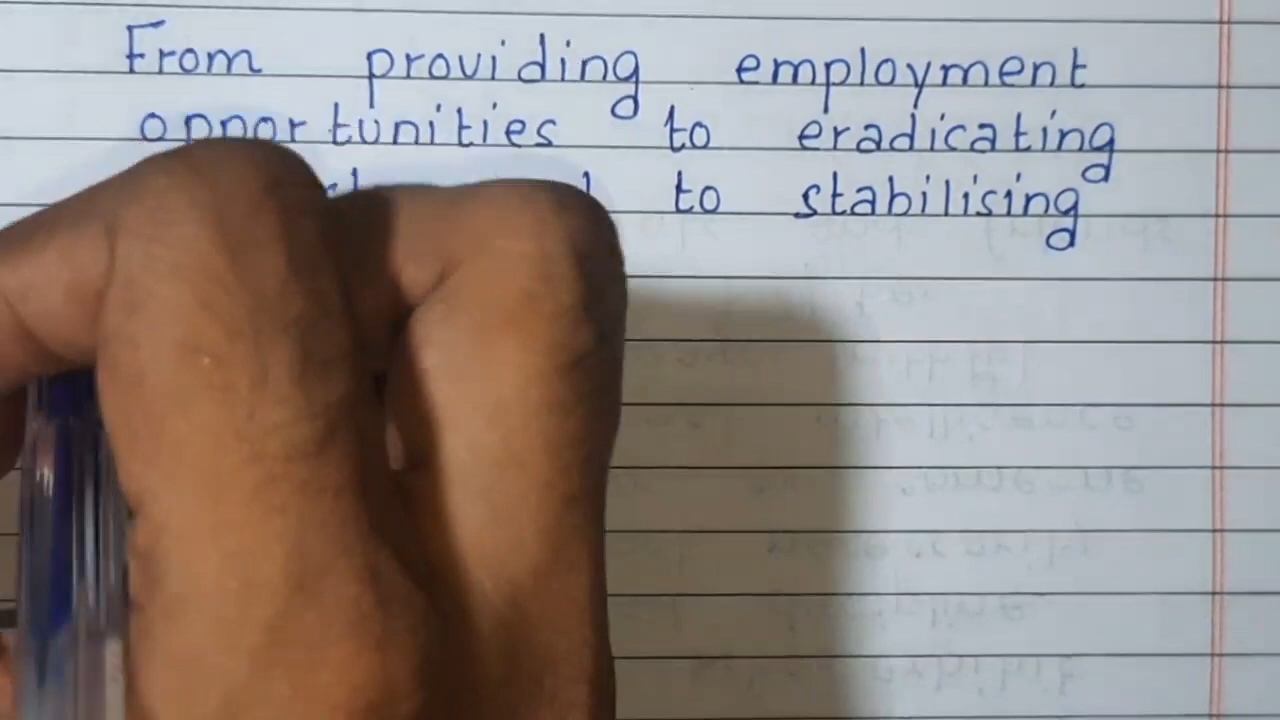 From providing employment
opportunities to eradicating
to stabilising